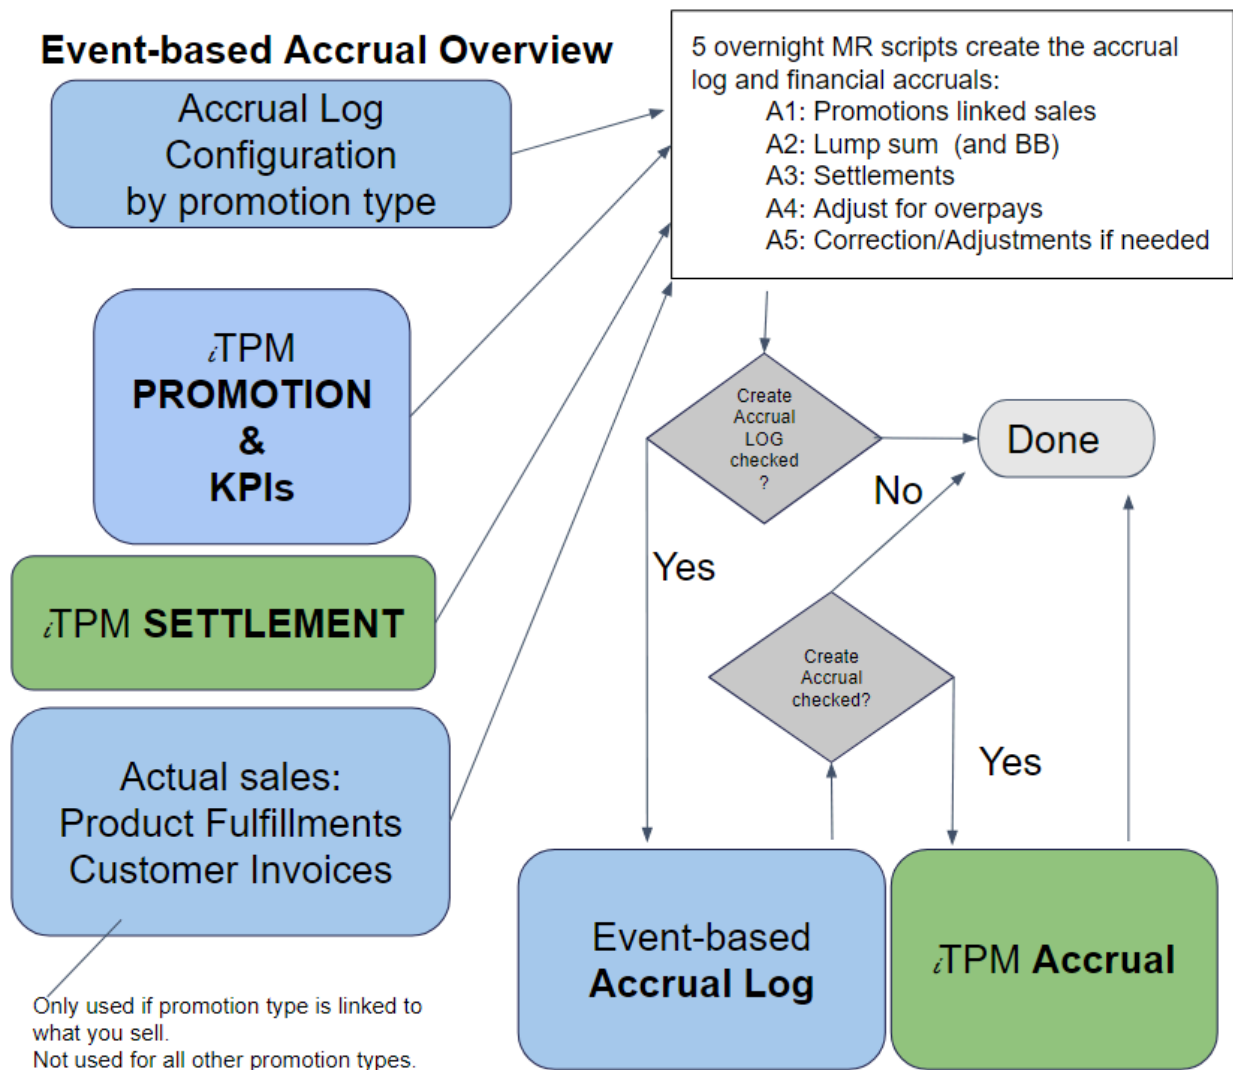 Event-based Accrual Overview
Accrual Log
Configuration
by promotion type
iTPM
PROMOTION
&
KPIs
iTPM SETTLEMENT
Actual sales:
Product Fulfillments
Customer Invoices
Only used if promotion type is linked to
what you sell.
Not used for all other promotion types.
5 overnight MR scripts create the accrual
log and financial accruals:
A1: Promotions linked sales
A2: Lump sum (and BB)
A3: Settlements
A4: Adjust for overpays
A5: Correction/Adjustments if needed
Create
Accrual
LOG
checked
?
Done
No
Yes
Create
Accrual
checked?
Yes
Event-based
Accrual Log
iTPM Accrual